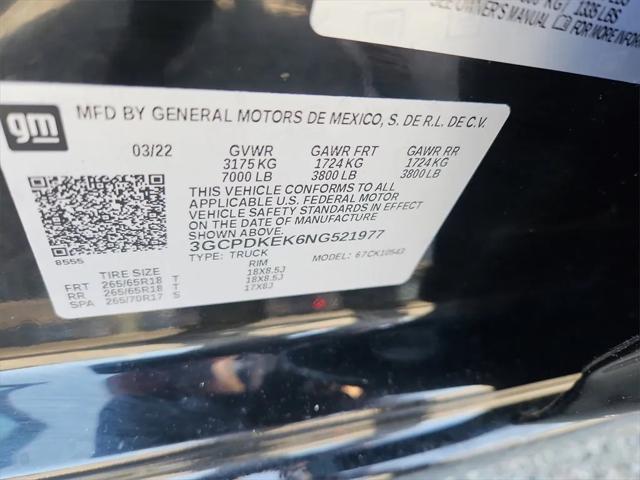 1335 LBS
SEE OWNER'S MANUAL FOR MORE INFOR
gm
MFD BY GENERAL MOTORS DE MEXICO, S. DE R.L. DE C.V.
03/22 GVWR GAWR FRT GAWR RR
3175 KG 1724 KG 1724 KG
7000 LB 3800 LB 3800 LB
THIS VEHICLE CONFORMS TO ALL
APPLICABLE U.S. FEDERAL MOTOR
VEHICLE SAFETY STANDARDS IN EFFECT
ON THE DATE OF MANUFACTURE
SHOWN ABOVE.
3GCPDKEK6NG521977
TYPE: TRUCK MODEL: 67CK10543
8555
TIRE SIZE RIM
FRT 265/65R18 T 18X8.5J
RR 265/65R18 T 18X8.5J
SPA 265/70R17 S 17X8J